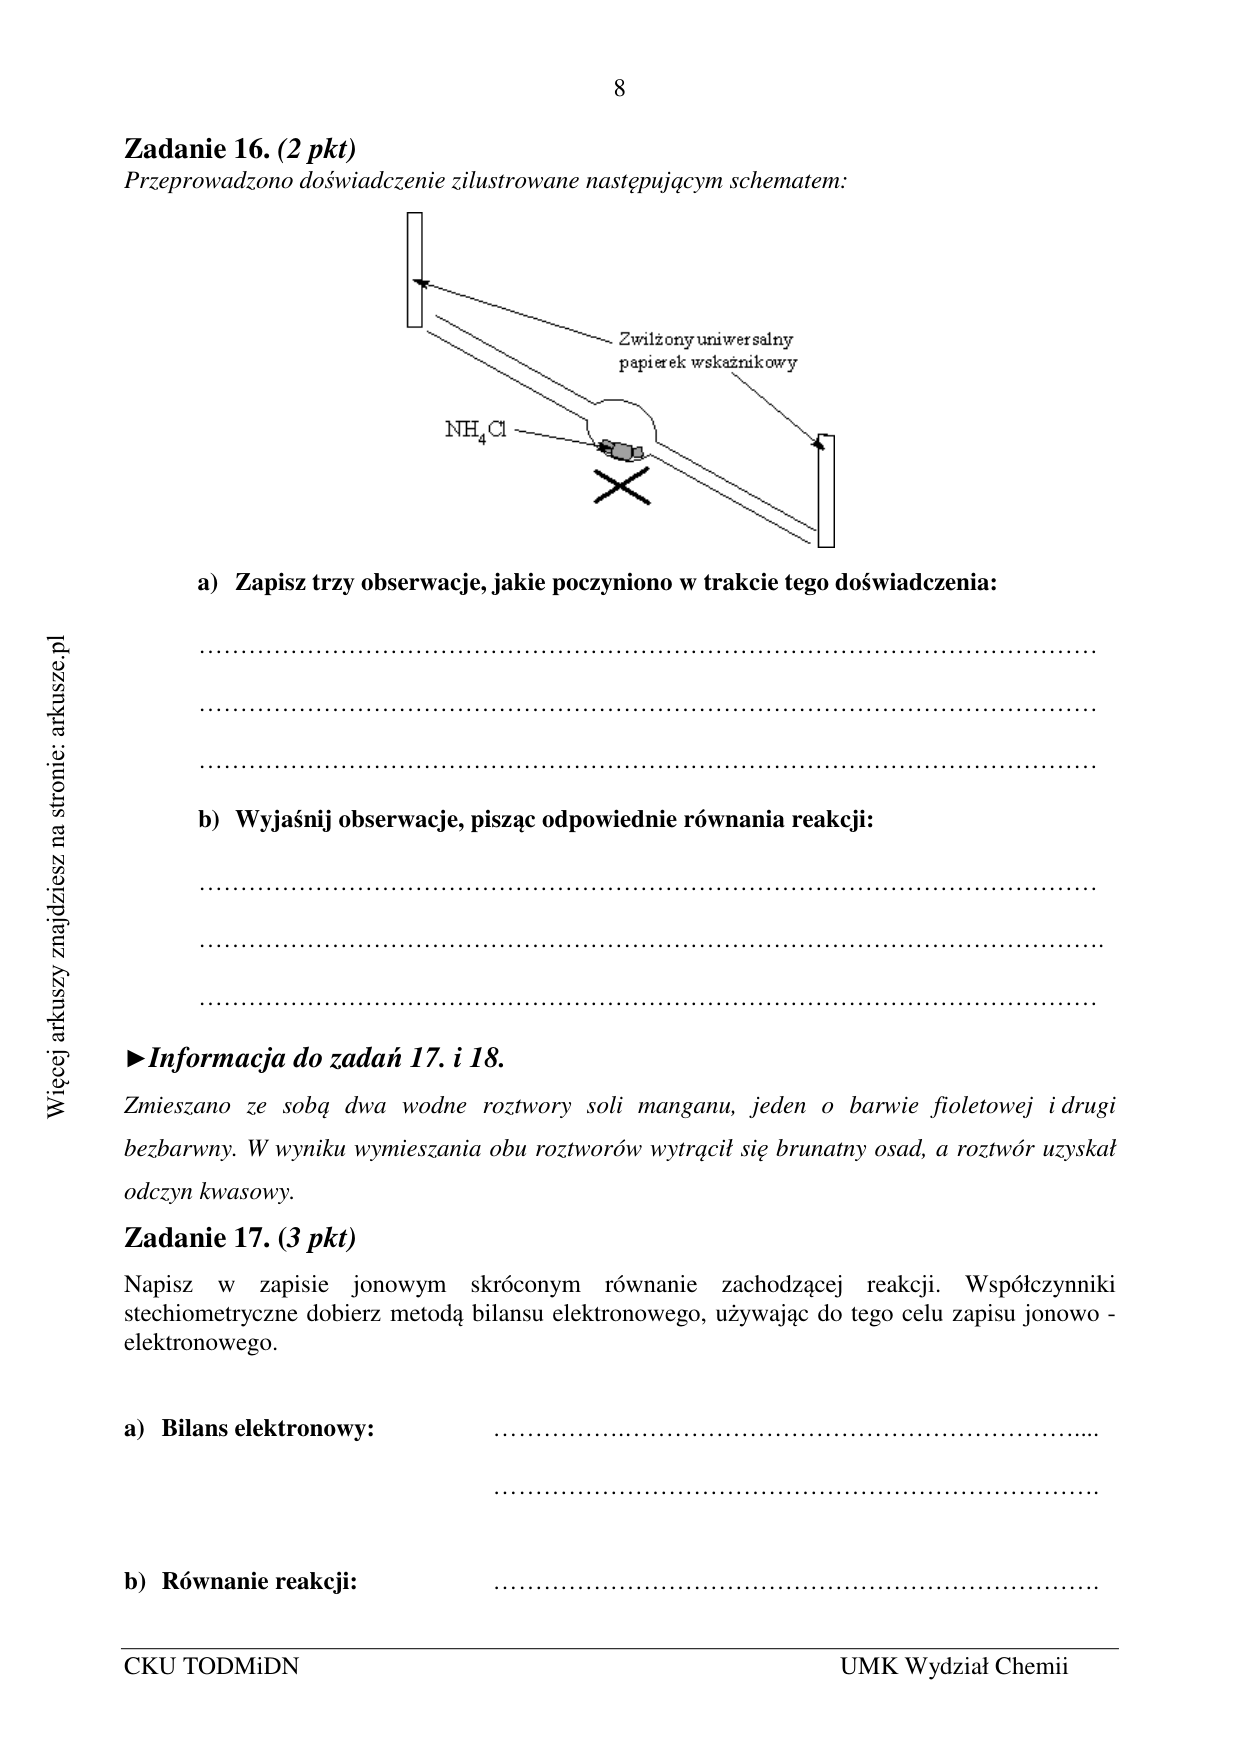 8
Zadanie 16. (2 pkt)
Przeprowadzono doświadczenie zilustrowane następującym schematem:
Zwilżony uniwersalny
papierek wskaźnikowy
NH4Cl
a) Zapisz trzy obserwacje, jakie poczyniono w trakcie tego doświadczenia:
………………………………………………………………………………………………
………………………………………………………………………………………………
………………………………………………………………………………………………
b) Wyjaśnij obserwacje, pisząc odpowiednie równania reakcji:
………………………………………………………………………………………………
……………………………………………………………………………………………….
………………………………………………………………………………………………
►Informacja do zadań 17. i 18.
Zmieszano ze sobą dwa wodne roztwory soli manganu, jeden o barwie fioletowej i drugi
bezbarwny. W wyniku wymieszania obu roztworów wytrącił się brunatny osad, a roztwór uzyskał
odczyn kwasowy.
Zadanie 17. (3 pkt)
Napisz w zapisie jonowym skróconym równanie zachodzącej reakcji. Współczynniki
stechiometryczne dobierz metodą bilansu elektronowego, używając do tego celu zapisu jonowo -
elektronowego.
a) Bilans elektronowy: …………….………………………………………………....
……………………………………………………………….
b) Równanie reakcji: ……………………………………………………………….
CKU TODMiDN UMK Wydział Chemii
Więcej arkuszy znajdziesz na stronie: arkusze.pl